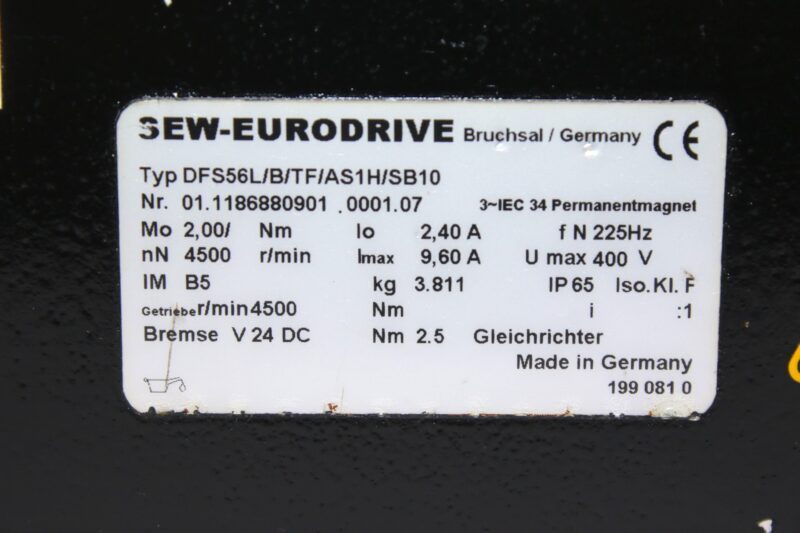 SEW-EURODRIVE Bruchsal / Germany CE
Typ DFS56L/B/TF/AS1H/SB10
Nr. 01.1186880901 .0001.07 3~IEC 34 Permanentmagnet
Mo 2,00/ Nm Io 2,40 A f N 225Hz
nN 4500 r/min Imax 9,60 A U max 400 V
IM B5 kg 3.811 IP 65 Iso.Kl. F
Getriebe r/min 4500 Nm i :1
Bremse V 24 DC Nm 2.5 Gleichrichter
Made in Germany
199 081 0